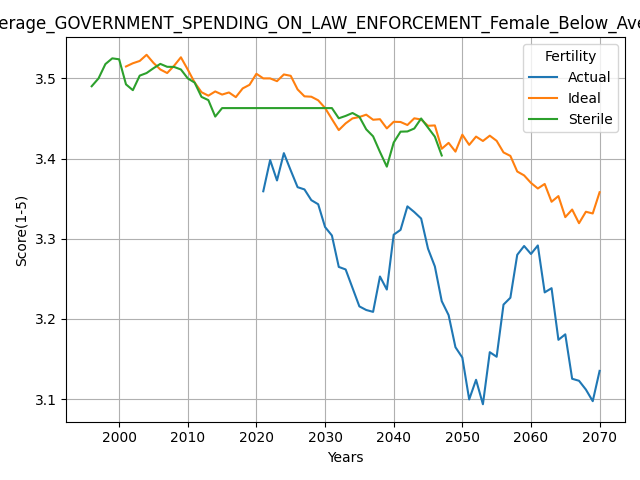 erage_GOVERNMENT_SPENDING_ON_LAW_ENFORCEMENT_Female_Below_Ave
Fertility
Actual
Ideal
Sterile
Score(1-5)
3.5
3.4
3.3
3.2
3.1
2000 2010 2020 2030 2040 2050 2060 2070
Years